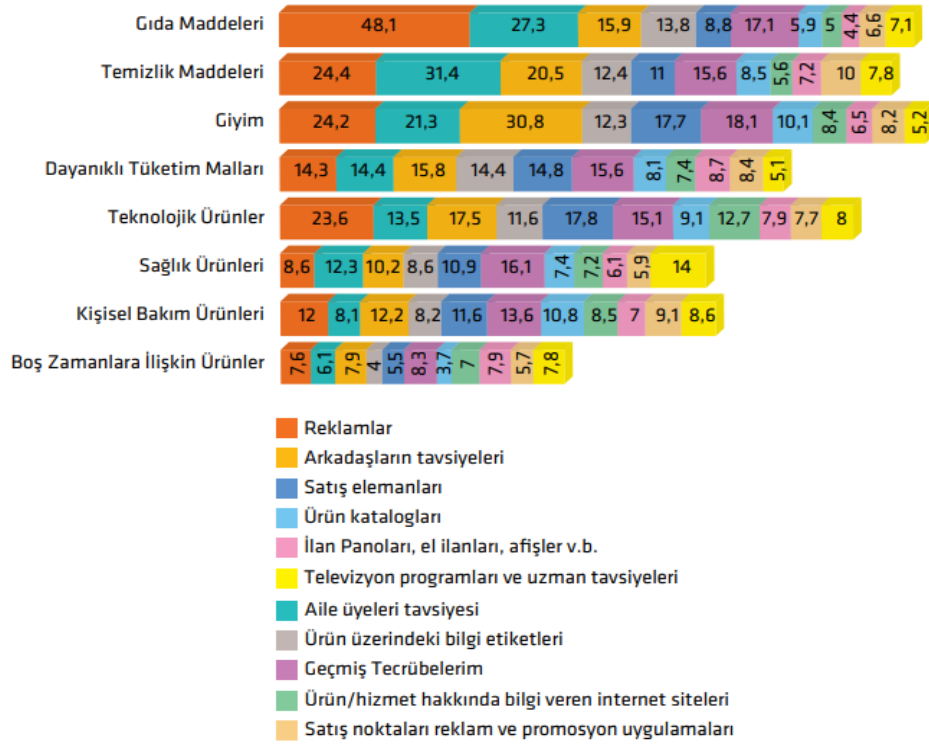 Gıda Maddeleri 48,1 27,3 15,9 13,8 8,8 17,1 5,9 5 4,4 6,6 7,1
Temizlik Maddeleri 24,4 31,4 20,5 12,4 11 15,6 8,5 5,6 7,2 10 7,8
Giyim 24,2 21,3 30,8 12,3 17,7 18,1 10,1 8,4 6,5 8,2 5,2
Dayanıklı Tüketim Malları 14,3 14,4 15,8 14,4 14,8 15,6 8,1 7,4 8,7 8,4 5,1
Teknolojik Ürünler 23,6 13,5 17,5 11,6 17,8 15,1 9,1 12,7 7,9 7,7 8
Sağlık Ürünleri 8,6 12,3 10,2 8,6 10,9 16,1 7,4 7,2 6,1 5,9 14
Kişisel Bakım Ürünleri 12 8,1 12,2 8,2 11,6 13,6 10,8 8,5 7 9,1 8,6
Boş Zamanlara İlişkin Ürünler 7,6 6,1 7,9 4 5,5 8,3 3,7 7 7,9 5,7 7,8
Reklamlar
Arkadaşların tavsiyeleri
Satış elemanları
Ürün katalogları
İlan Panoları, el ilanları, afişler v.b.
Televizyon programları ve uzman tavsiyeleri
Aile üyeleri tavsiyesi
Ürün üzerindeki bilgi etiketleri
Geçmiş Tecrübelerim
Ürün/hizmet hakkında bilgi veren internet siteleri
Satış noktaları reklam ve promosyon uygulamaları